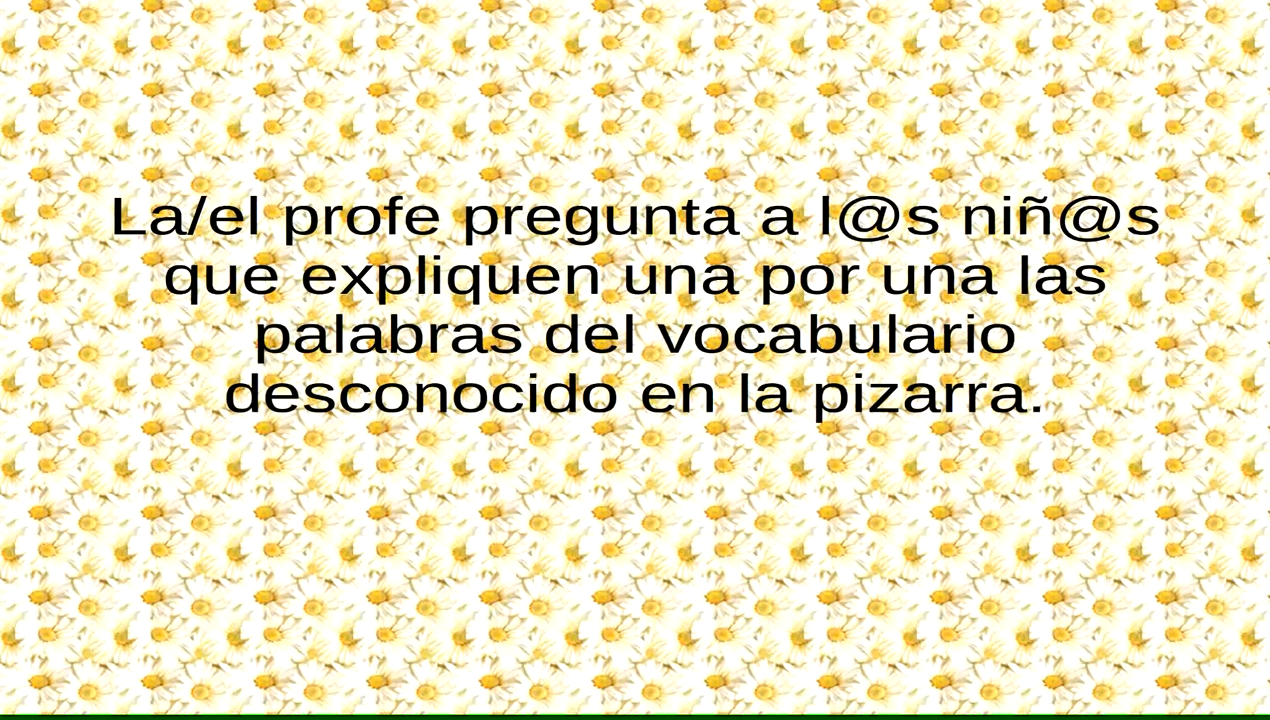 La/el profe pregunta a l@s niñ@s
que expliquen una por una las
palabras del vocabulario
desconocido en la pizarra.